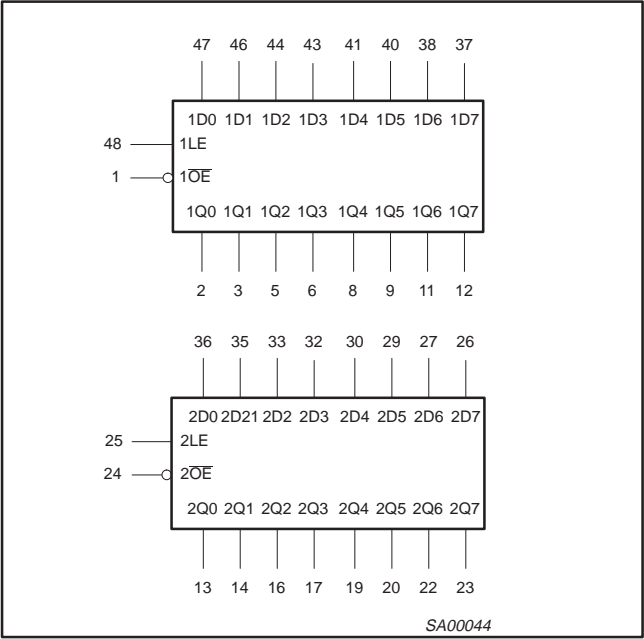 47 46 44 43 41 40 38 37
1D0 1D1 1D2 1D3 1D4 1D5 1D6 1D7
48 1LE
1 1O̅E̅
1Q0 1Q1 1Q2 1Q3 1Q4 1Q5 1Q6 1Q7
2 3 5 6 8 9 11 12
36 35 33 32 30 29 27 26
2D0 2D21 2D2 2D3 2D4 2D5 2D6 2D7
25 2LE
24 2O̅E̅
2Q0 2Q1 2Q2 2Q3 2Q4 2Q5 2Q6 2Q7
13 14 16 17 19 20 22 23
SA00044